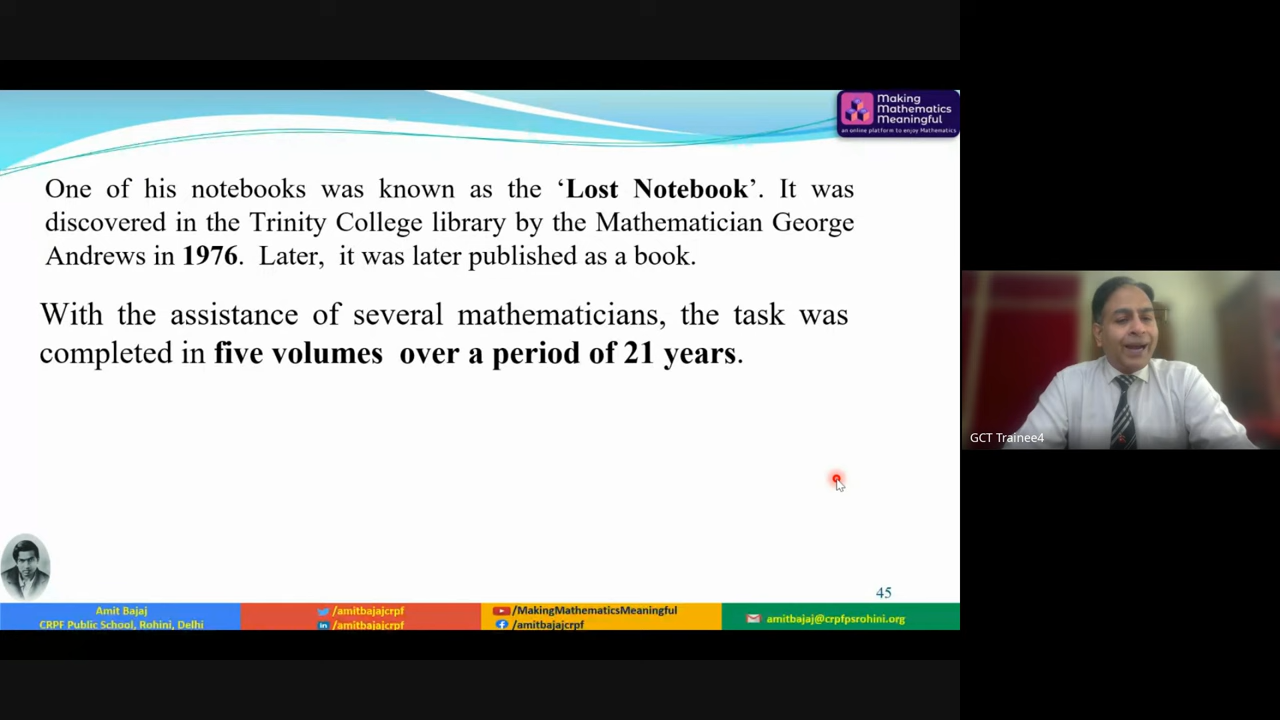 Making
Mathematics
Meaningful
an online platform to enjoy Mathematics
One of his notebooks was known as the ‘Lost Notebook’. It was
discovered in the Trinity College library by the Mathematician George
Andrews in 1976. Later, it was later published as a book.
With the assistance of several mathematicians, the task was
completed in five volumes over a period of 21 years.
GCT Trainee4
45
Amit Bajaj
CRPF Public School, Rohini, Delhi
/amitbajajcrpf
/amitbajajcrpf
/MakingMathematicsMeaningful
/amitbajajcrpf
amitbajaj@crpfpsrohini.org